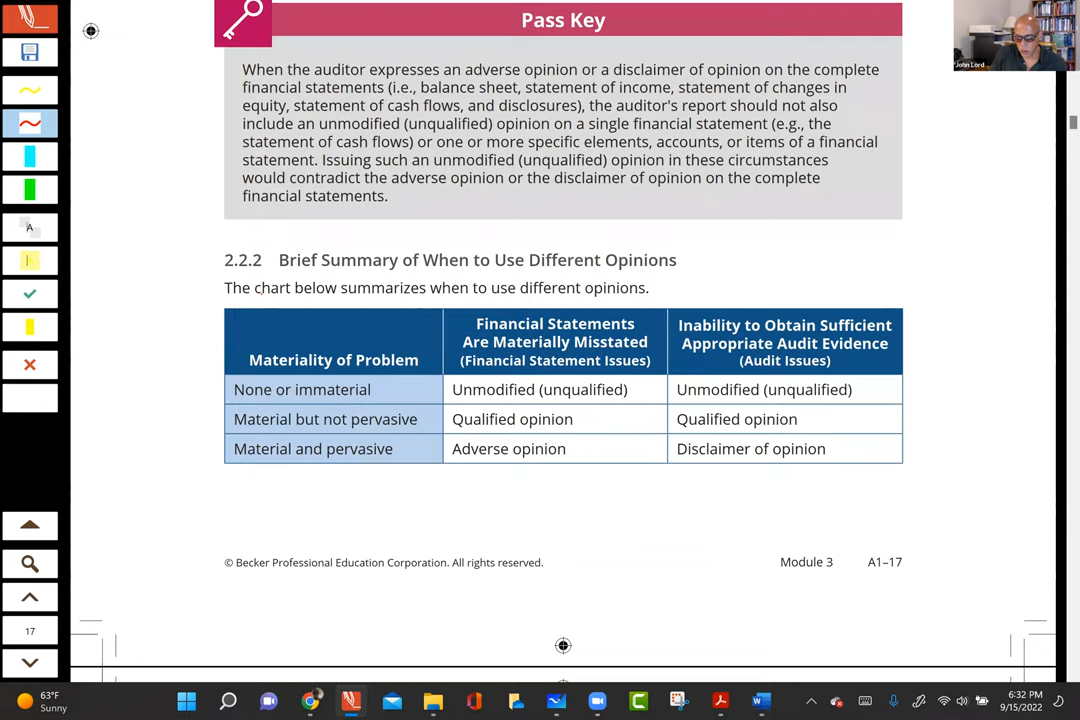 Pass Key
John Lord
When the auditor expresses an adverse opinion or a disclaimer of opinion on the complete
financial statements (i.e., balance sheet, statement of income, statement of changes in
equity, statement of cash flows, and disclosures), the auditor's report should not also
include an unmodified (unqualified) opinion on a single financial statement (e.g., the
statement of cash flows) or one or more specific elements, accounts, or items of a financial
statement. Issuing such an unmodified (unqualified) opinion in these circumstances
would contradict the adverse opinion or the disclaimer of opinion on the complete
financial statements.
A
2.2.2 Brief Summary of When to Use Different Opinions
The chart below summarizes when to use different opinions.
Materiality of Problem
Financial Statements
Are Materially Misstated
(Financial Statement Issues)
Inability to Obtain Sufficient
Appropriate Audit Evidence
(Audit Issues)
None or immaterial Unmodified (unqualified) Unmodified (unqualified)
Material but not pervasive Qualified opinion Qualified opinion
Material and pervasive Adverse opinion Disclaimer of opinion
© Becker Professional Education Corporation. All rights reserved. Module 3 A1–17
17
63°F
Sunny
6:32 PM
9/15/2022